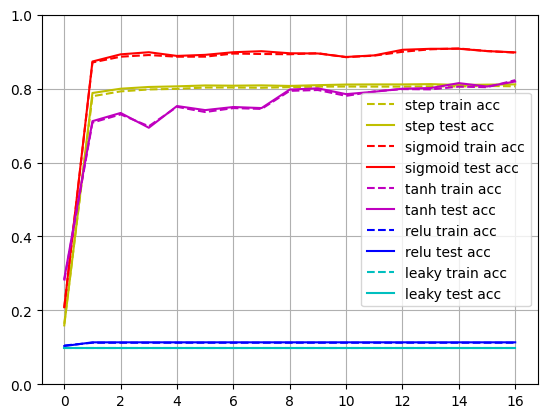 1.0
0.8
0.6
0.4
0.2
0.0
step train acc
step test acc
sigmoid train acc
sigmoid test acc
tanh train acc
tanh test acc
relu train acc
relu test acc
leaky train acc
leaky test acc
0 2 4 6 8 10 12 14 16